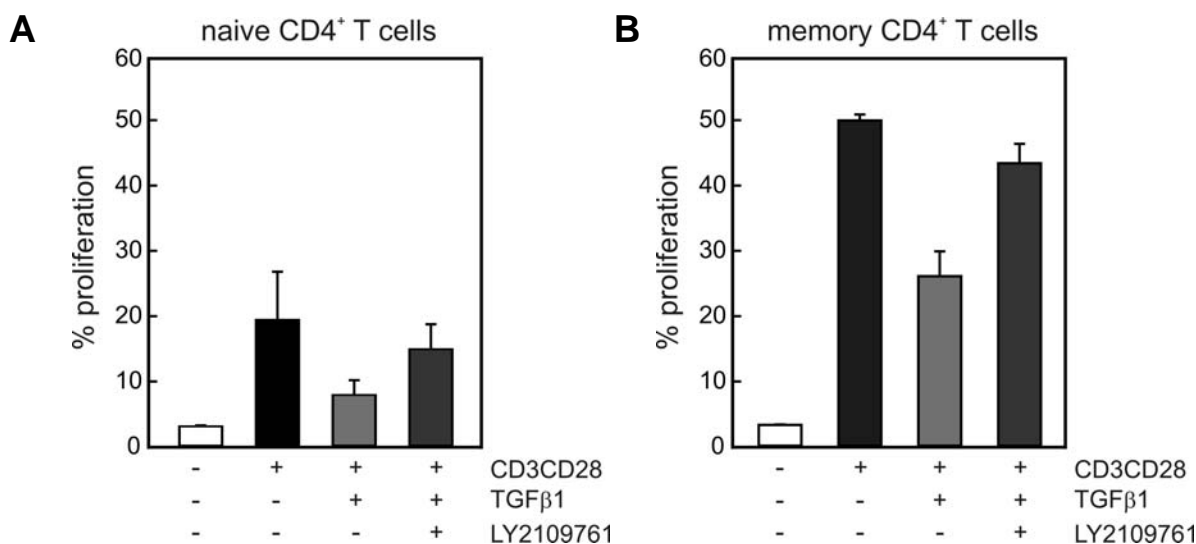 A
naive CD4⁺ T cells
% proliferation
60
50
40
30
20
10
0
- + + + CD3CD28
- - + + TGFβ1
- - - + LY2109761
B
memory CD4⁺ T cells
% proliferation
60
50
40
30
20
10
0
- + + + CD3CD28
- - + + TGFβ1
- - - + LY2109761